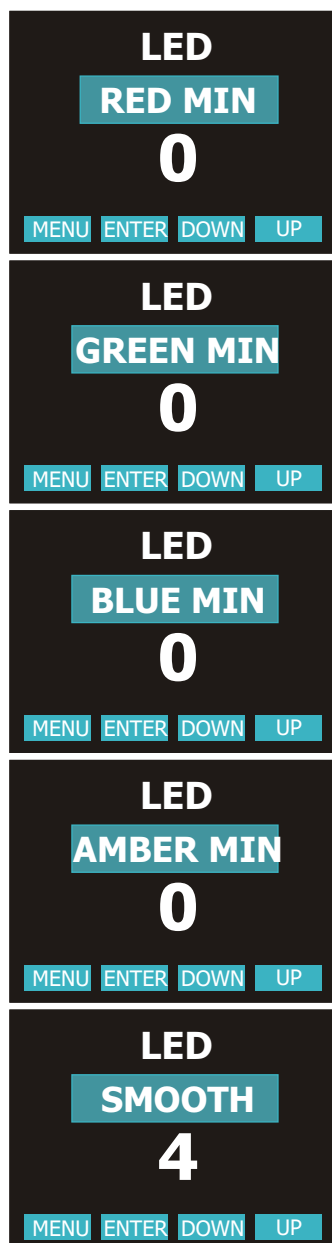 LED
RED MIN
0
MENU ENTER DOWN UP
LED
GREEN MIN
0
MENU ENTER DOWN UP
LED
BLUE MIN
0
MENU ENTER DOWN UP
LED
AMBER MIN
0
MENU ENTER DOWN UP
LED
SMOOTH
4
MENU ENTER DOWN UP